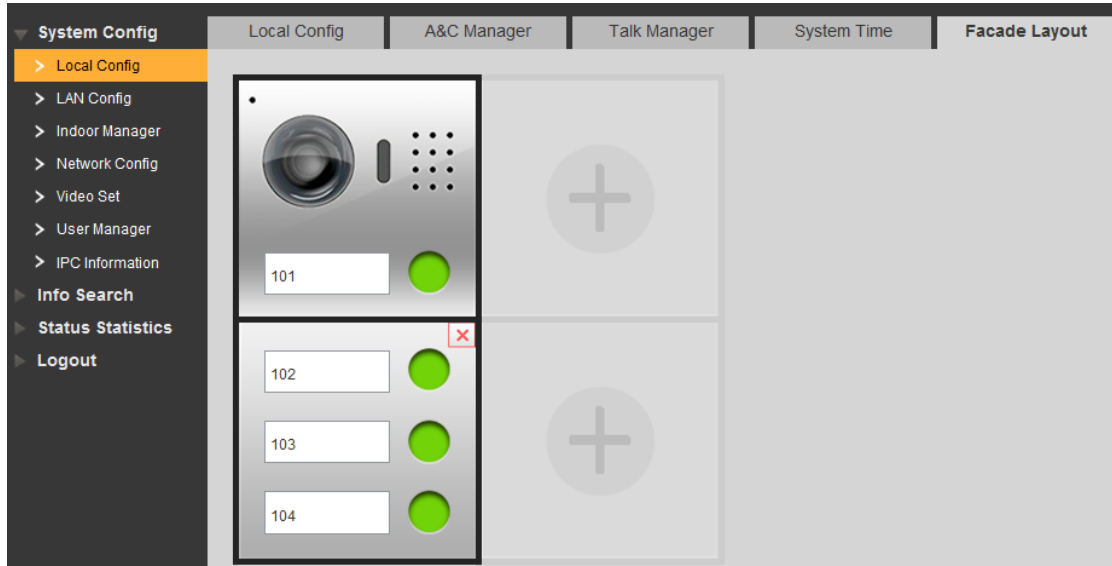 System Config
Local Config
LAN Config
Indoor Manager
Network Config
Video Set
User Manager
IPC Information
Info Search
Status Statistics
Logout
Local Config
A&C Manager
Talk Manager
System Time
Facade Layout
101
102
103
104